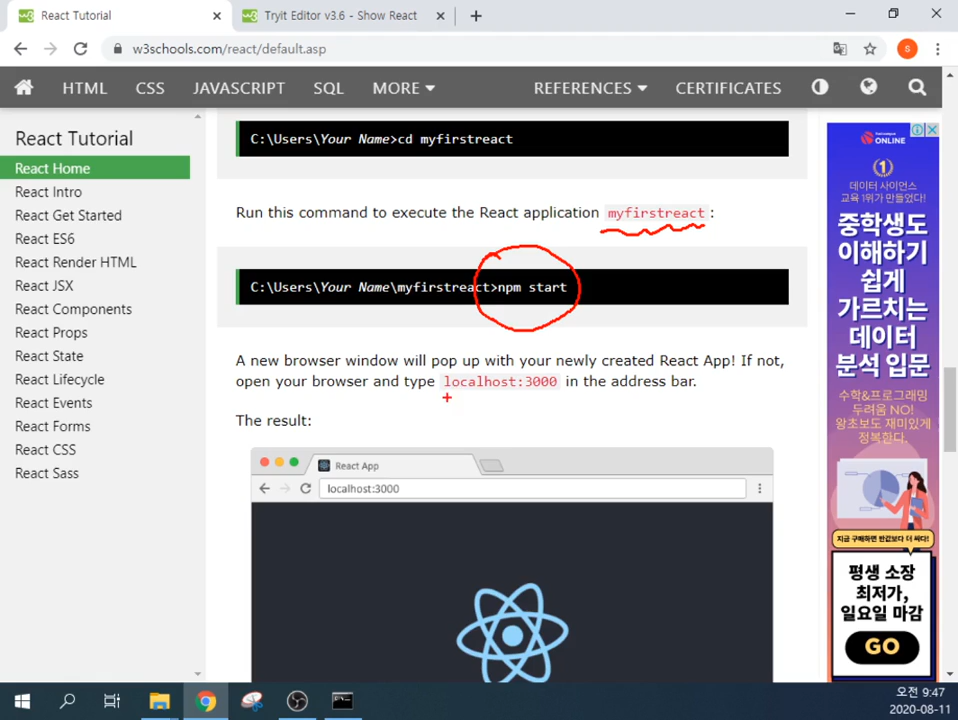 React Tutorial
Tryit Editor v3.6 - Show React
w3schools.com/react/default.asp
s
HTML
CSS
JAVASCRIPT
SQL
MORE
REFERENCES
CERTIFICATES
React Tutorial
React Home
React Intro
React Get Started
React ES6
React Render HTML
React JSX
React Components
React Props
React State
React Lifecycle
React Events
React Forms
React CSS
React Sass
C:\Users\Your Name>cd myfirstreact
Run this command to execute the React application myfirstreact:
C:\Users\Your Name\myfirstreact>npm start
A new browser window will pop up with your newly created React App! If not,
open your browser and type localhost:3000 in the address bar.
The result:
React App
localhost:3000
ONLINE
1
데이터 사이언스
교육 1위가 만들었다!
중학생도
이해하기
쉽게
가르치는
데이터
분석 입문
수학&프로그래밍
두려움 NO!
왕초보도 재미있게
정복한다.
지금 구매하면 반값보다 더 싸다!
평생 소장
최저가,
일요일 마감
GO
오전 9:47
2020-08-11